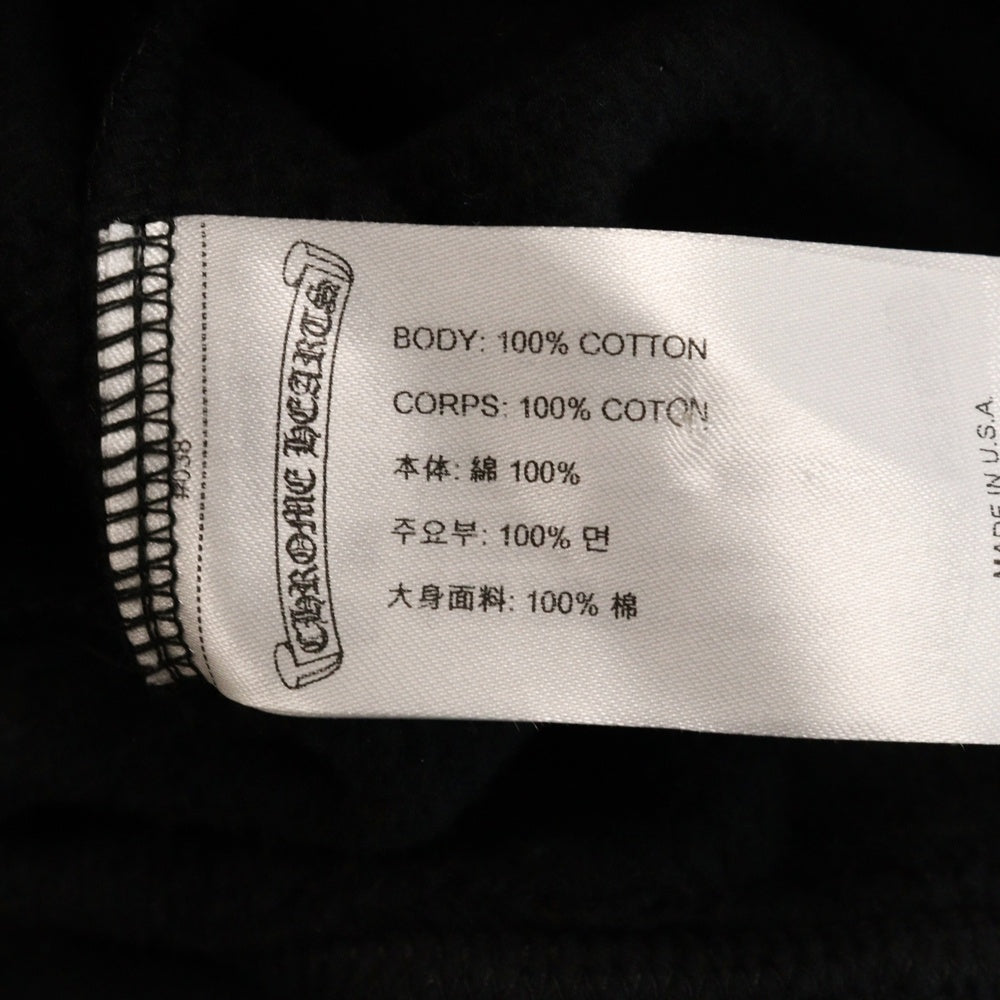 CHROME HEARTS
BODY: 100% COTTON
CORPS: 100% COTON
本体: 綿 100%
주요부: 100% 면
大身面料: 100% 棉
#038
MADE IN U.S.A.